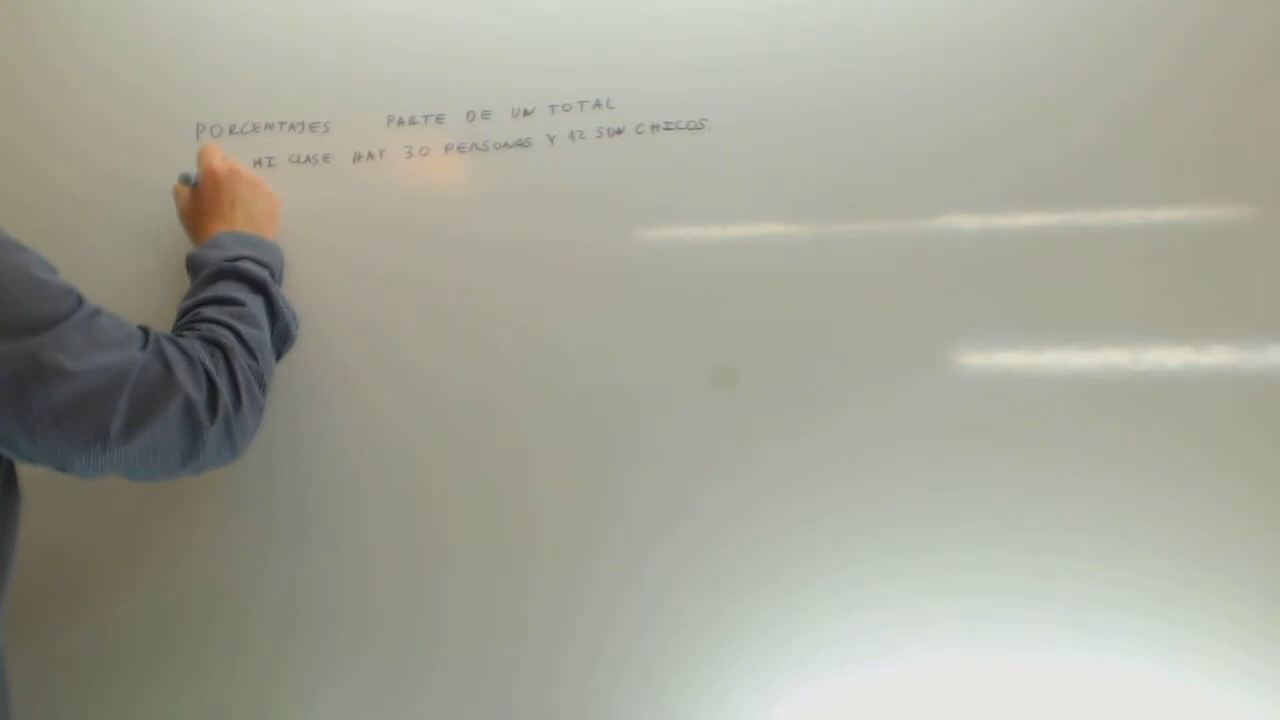 PORCENTAJES PARTE DE UN TOTAL
MI CLASE HAY 30 PERSONAS Y 12 SON CHICOS